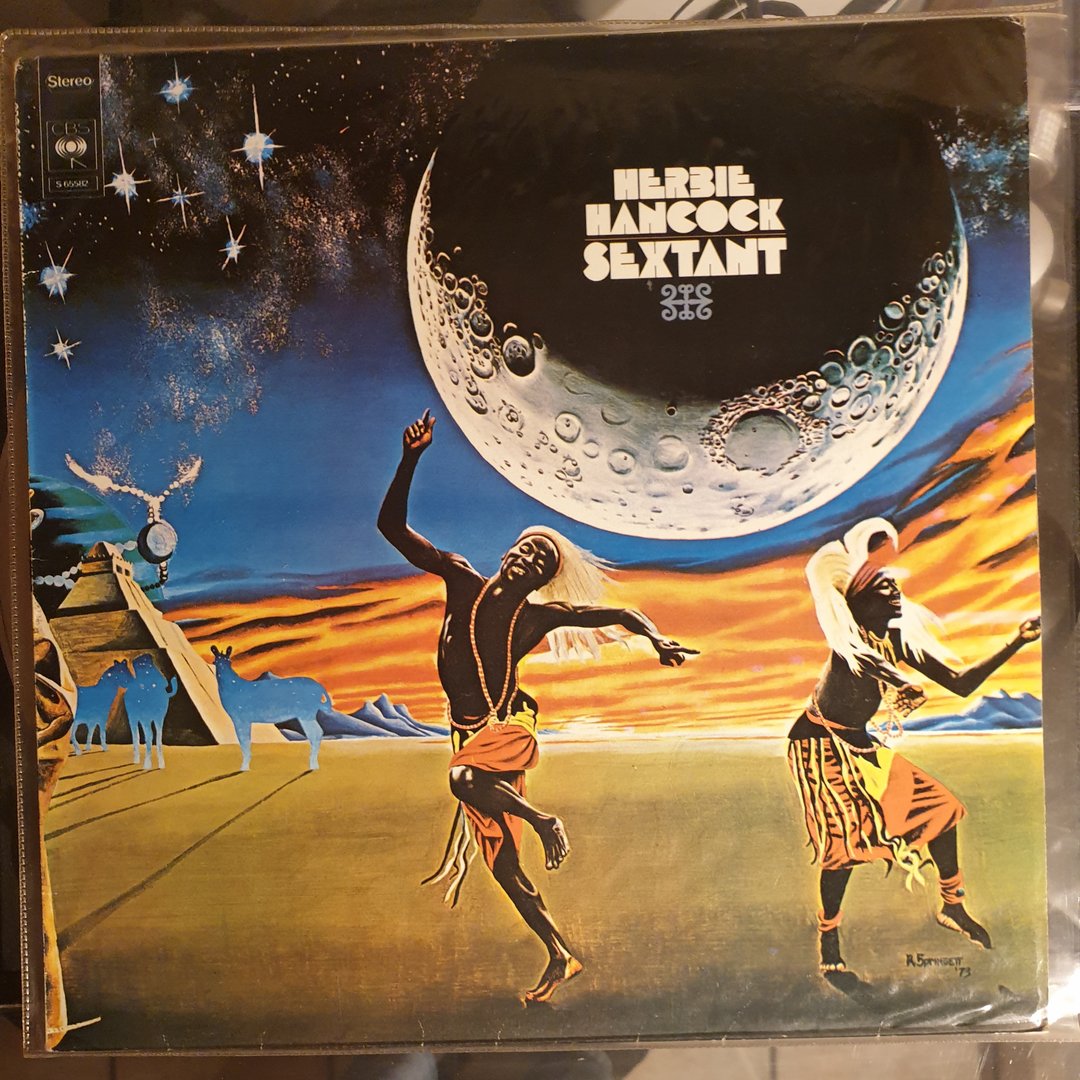 Stereo
CBS
S 65582
HERBIE
HANCOCK
SEXTANT
R. Springett
'73